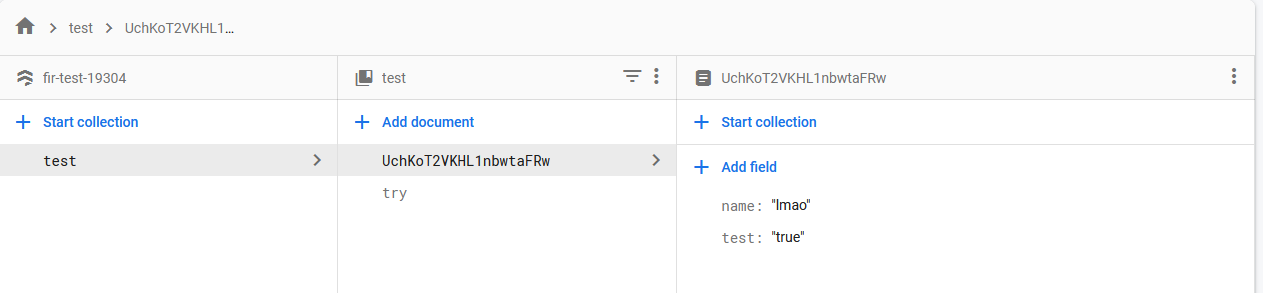 test UchKoT2VKHL1...
fir-test-19304
test
UchKoT2VKHL1nbwtaFRw
Start collection
Add document
Start collection
test
UchKoT2VKHL1nbwtaFRw
try
Add field
name: "lmao"
test: "true"